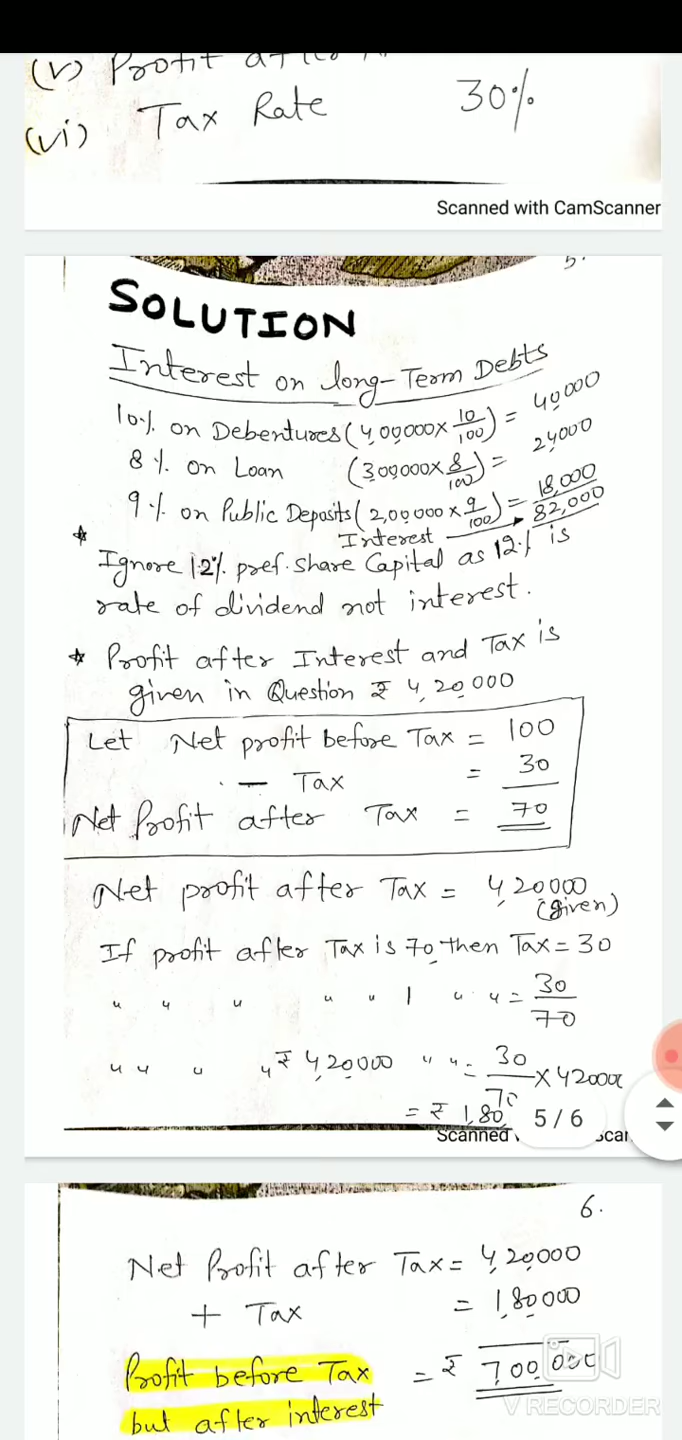 (v) Profit after
(vi) Tax Rate 30%
Scanned with CamScanner
5.
SOLUTION
Interest on long-Term Debts
10% on Debentures (4,00,000 x 10/100) = 40,000
8% on Loan (3,00,000 x 8/100) = 24,000
9% on Public Deposits (2,00,000 x 9/100) = 18,000
Interest → 82,000
* Ignore 12% pref. share Capital as 12% is
rate of dividend not interest.
* Profit after Interest and Tax is
given in Question ₹ 4,20,000
Let Net profit before Tax = 100
- Tax = 30
Net Profit after Tax = 70
Net profit after Tax = 4,20,000
(given)
If profit after Tax is 70 then Tax = 30
" " " " " 1 " " = 30/70
" " " " ₹ 4,20,000 " " = 30/70 x 420000
= ₹ 1,80
5/6
Scanned
6.
Net Profit after Tax = 4,20,000
+ Tax = 1,80,000
Profit before Tax = ₹ 7,00,000
but after interest
V RECORDER